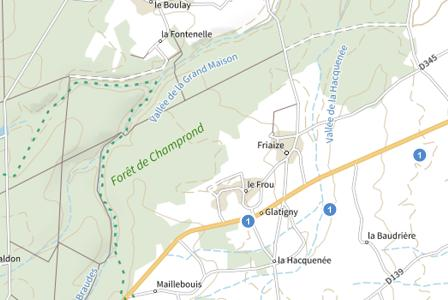 le Boulay
la Fontenelle
Vallée de la Grand Maison
Vallée de la Hacquenée
D345
Forêt de Champrond
Friaize
1
le Frou
Glatigny
1
1
la Baudrière
la Hacquenée
D139
Maillebouis
aldon
Braudes